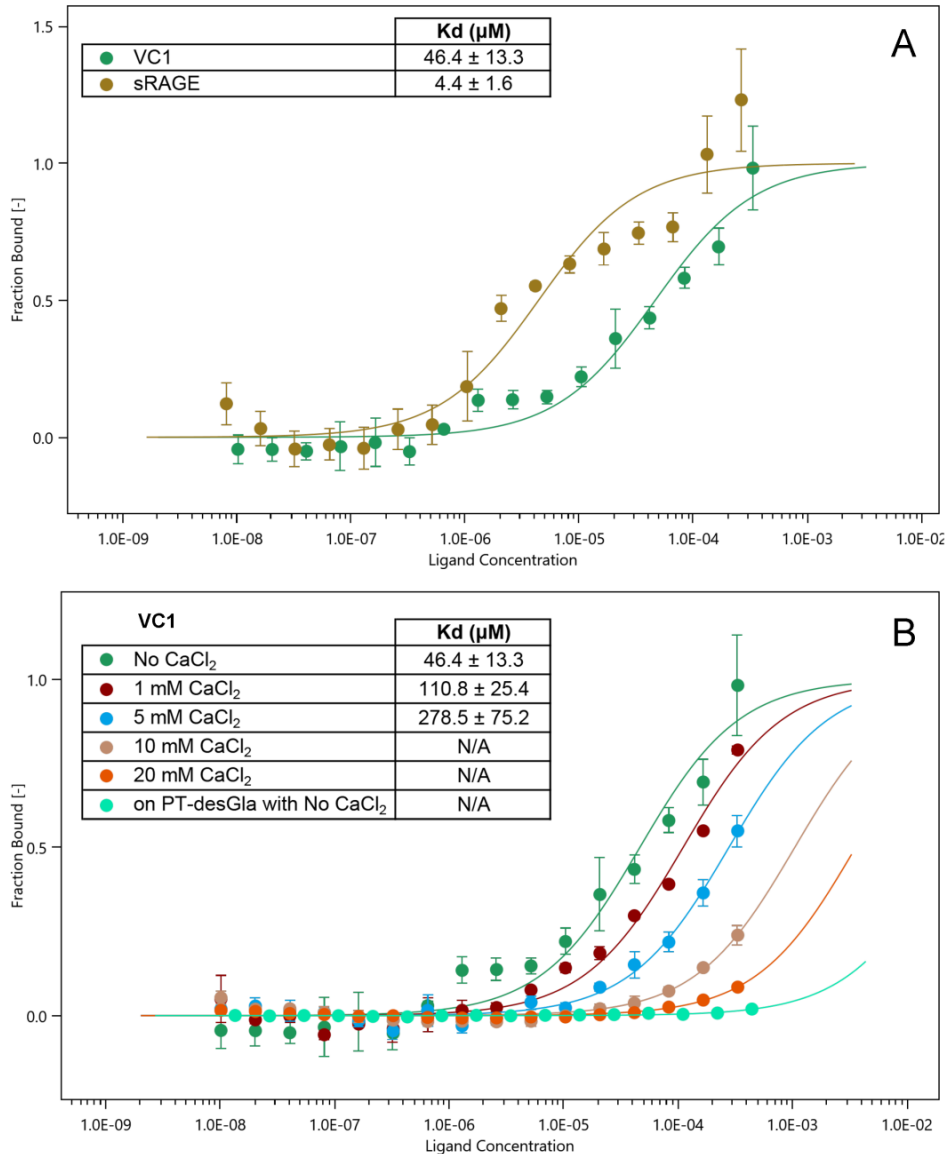 A
Kd (µM)
VC1 46.4 ± 13.3
sRAGE 4.4 ± 1.6
1.5
1.0
0.5
0.0
Fraction Bound [-]
1.0E-09 1.0E-08 1.0E-07 1.0E-06 1.0E-05 1.0E-04 1.0E-03 1.0E-02
Ligand Concentration
B
VC1
Kd (µM)
No CaCl₂ 46.4 ± 13.3
1 mM CaCl₂ 110.8 ± 25.4
5 mM CaCl₂ 278.5 ± 75.2
10 mM CaCl₂ N/A
20 mM CaCl₂ N/A
on PT-desGla with No CaCl₂ N/A
1.0
0.5
0.0
Fraction Bound [-]
1.0E-09 1.0E-08 1.0E-07 1.0E-06 1.0E-05 1.0E-04 1.0E-03 1.0E-02
Ligand Concentration